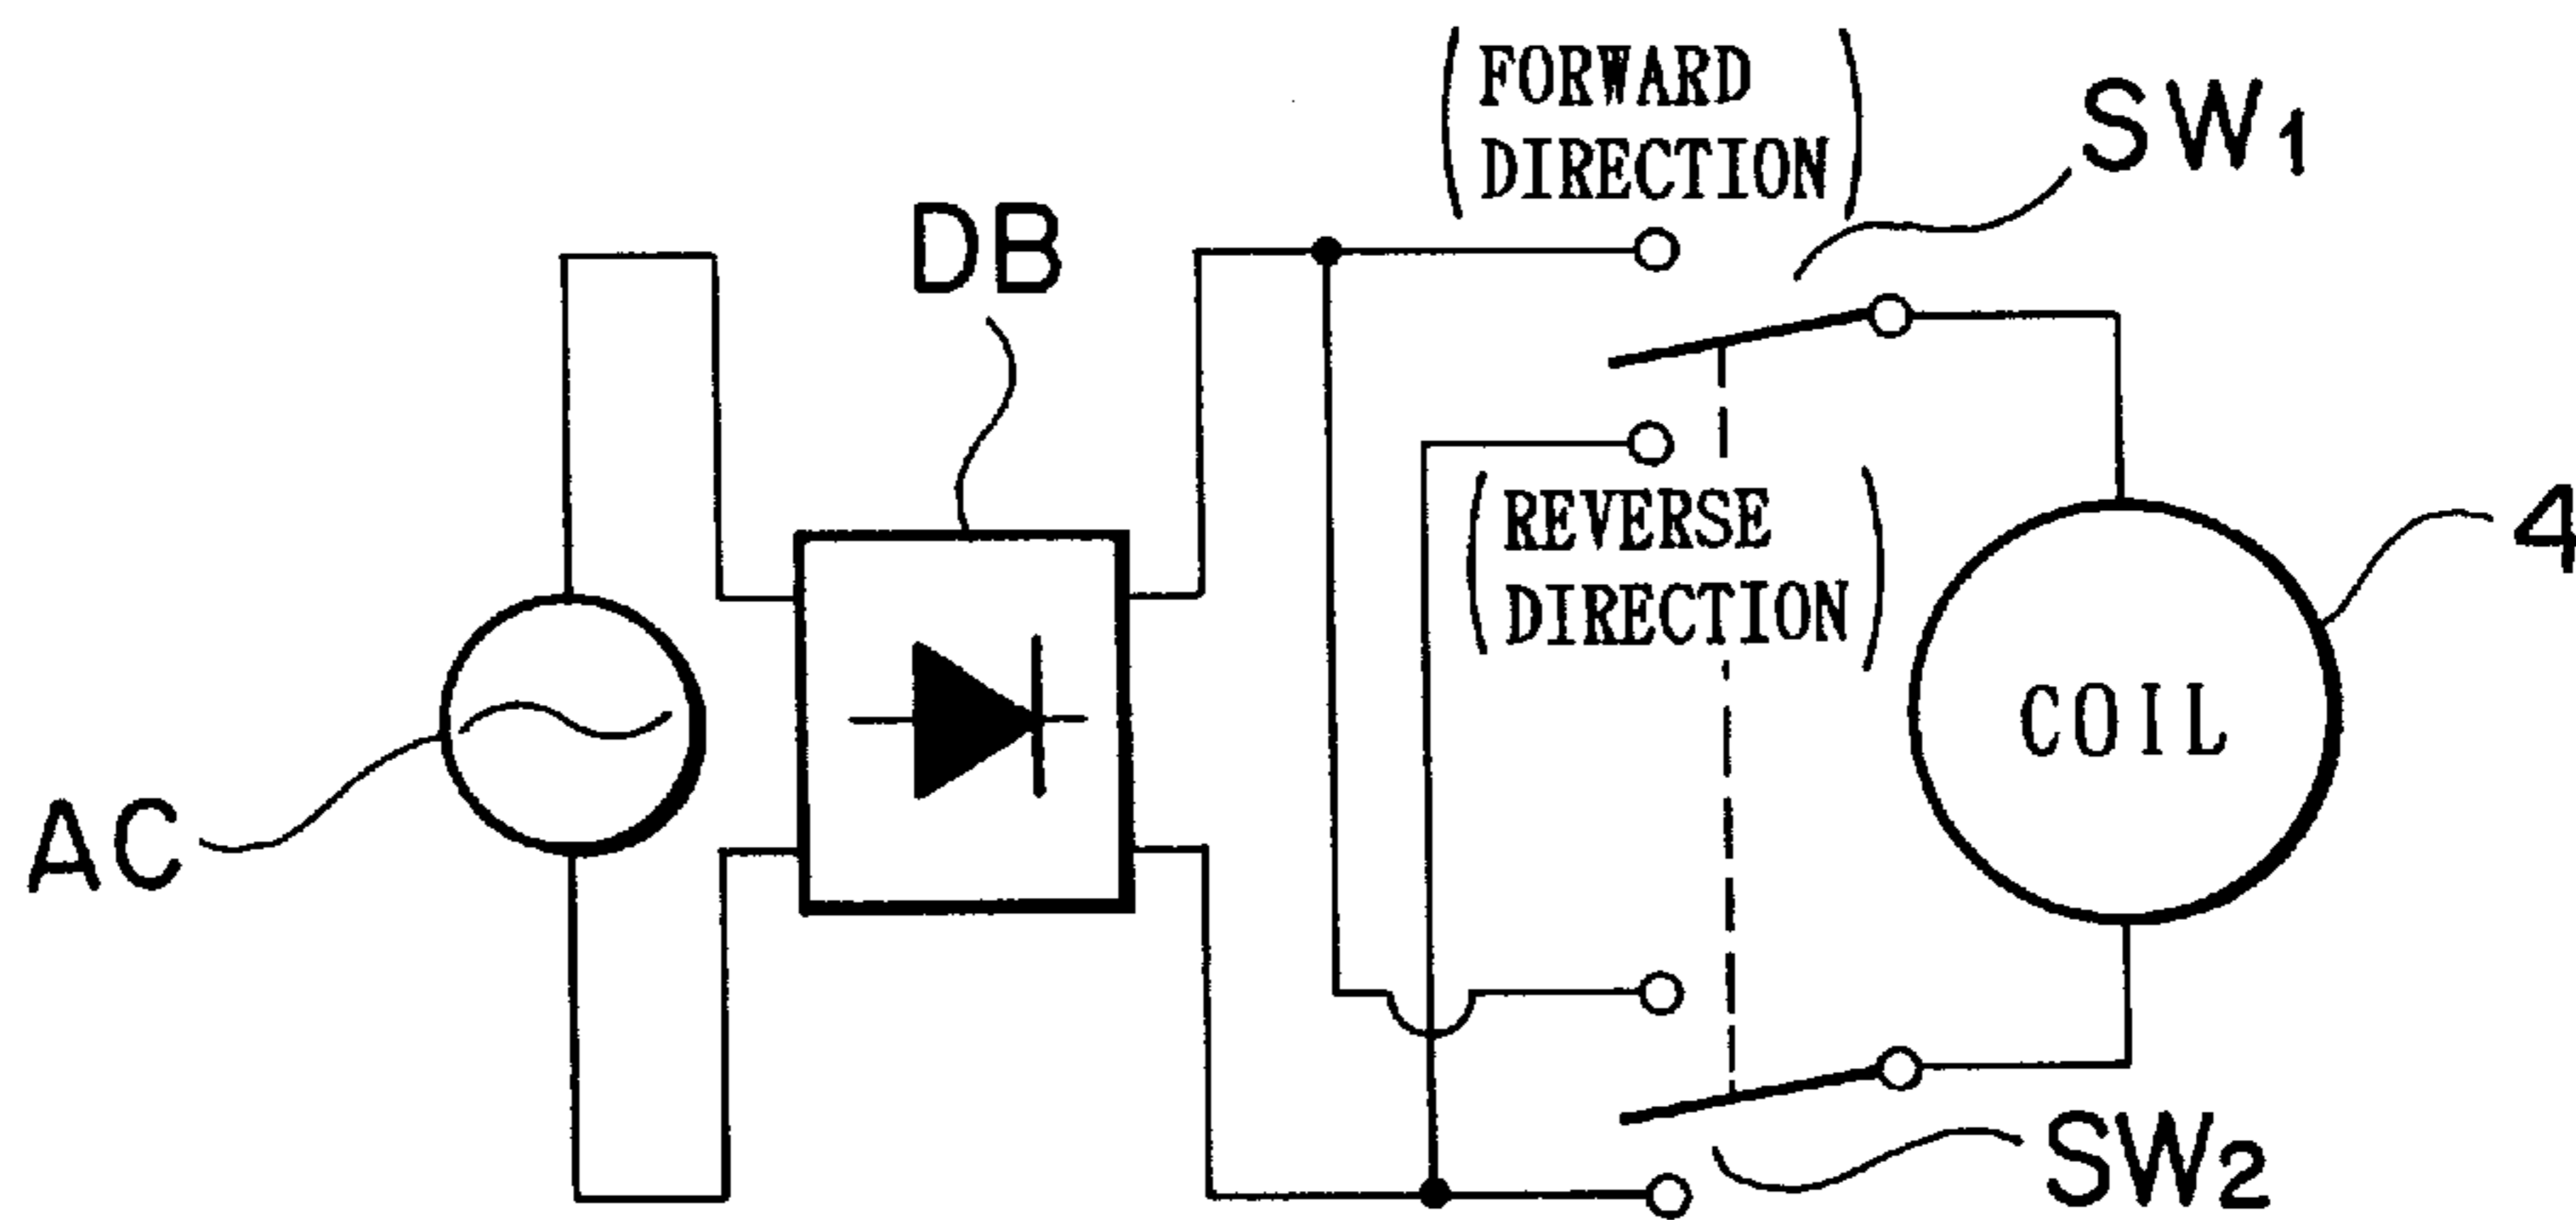 (FORWARD
DIRECTION)
SW1
DB
(REVERSE
DIRECTION)
4
COIL
AC
SW2